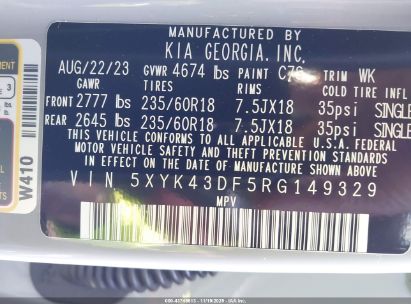 MANUFACTURED BY
KIA GEORGIA, INC.
AUG/22/23 GVWR 4674 lbs PAINT TRIM WK
GAWR TIRES RIMS COLD TIRE INFL
FRONT 2777 lbs 235/60R18 7.5JX18 35psi SINGLE
REAR 2645 lbs 235/60R18 7.5JX18 35psi SINGLE
THIS VEHICLE CONFORMS TO ALL APPLICABLE U.S.A. FEDERAL
MOTOR VEHICLE SAFETY AND THEFT PREVENTION STANDARDS IN
EFFECT ON THE DATE OF MANUFACTURE SHOWN ABOVE.
VIN 5XYK43DF5RG149329
MPV
3
W410